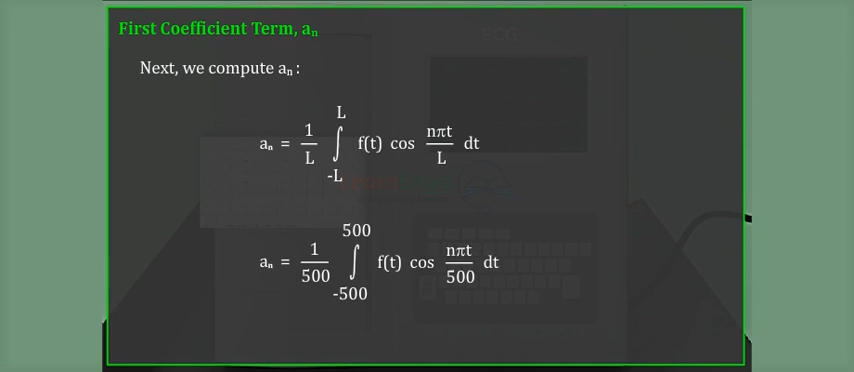 First Coefficient Term, aₙ
ECG
Next, we compute aₙ:
aₙ = 1/L ∫ -L L f(t) cos nπt/L dt
aₙ = 1/500 ∫ -500 500 f(t) cos nπt/500 dt